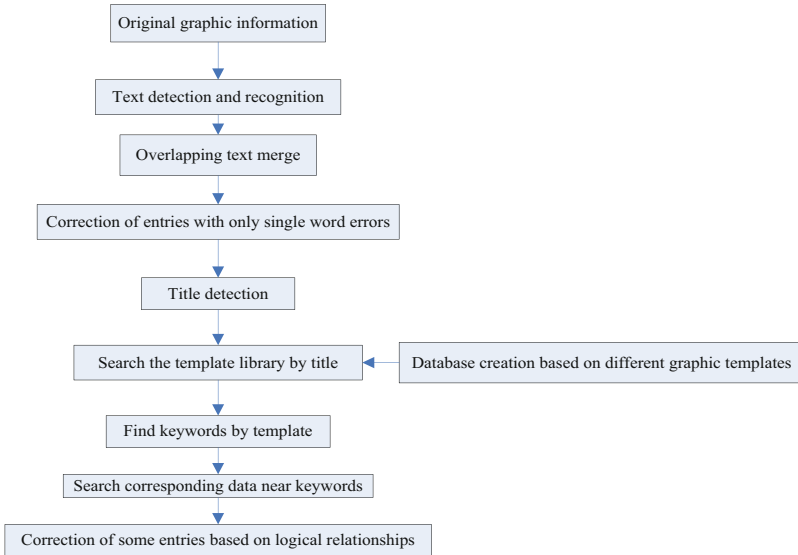 Original graphic information
Text detection and recognition
Overlapping text merge
Correction of entries with only single word errors
Title detection
Search the template library by title
Database creation based on different graphic templates
Find keywords by template
Search corresponding data near keywords
Correction of some entries based on logical relationships